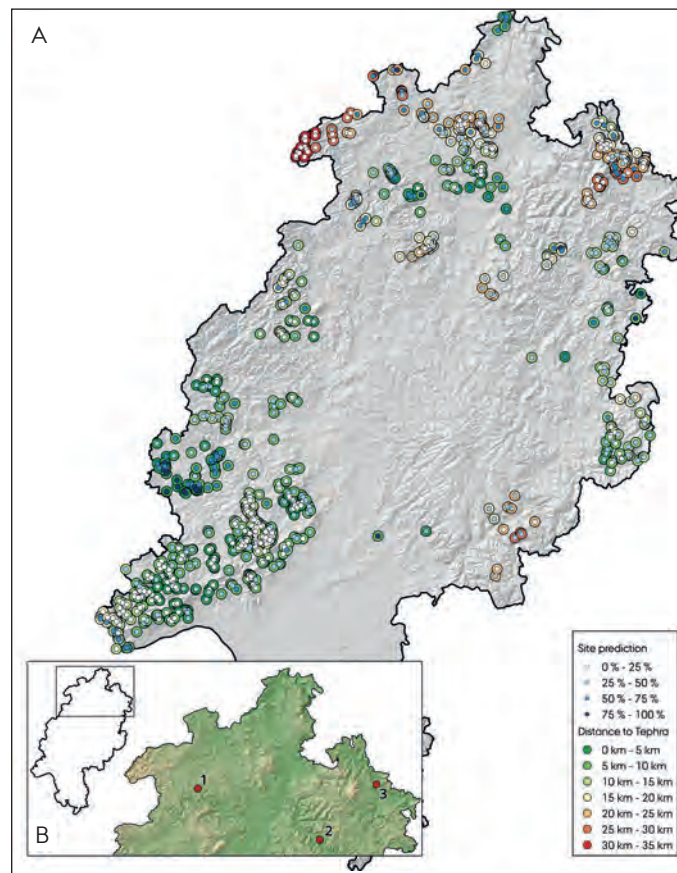 A
Site prediction
0 % - 25 %
25 % - 50 %
50 % - 75 %
75 % - 100 %
Distance to Tephra
0 km - 5 km
5 km - 10 km
10 km - 15 km
15 km - 20 km
20 km - 25 km
25 km - 30 km
30 km - 35 km
1
3
2
B